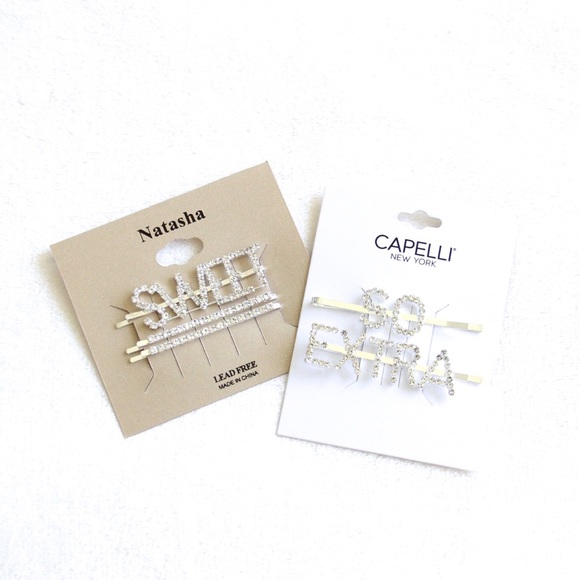 Natasha
SWEET
LEAD FREE
MADE IN CHINA
CAPELLI®
NEW YORK
SO
EXTRA